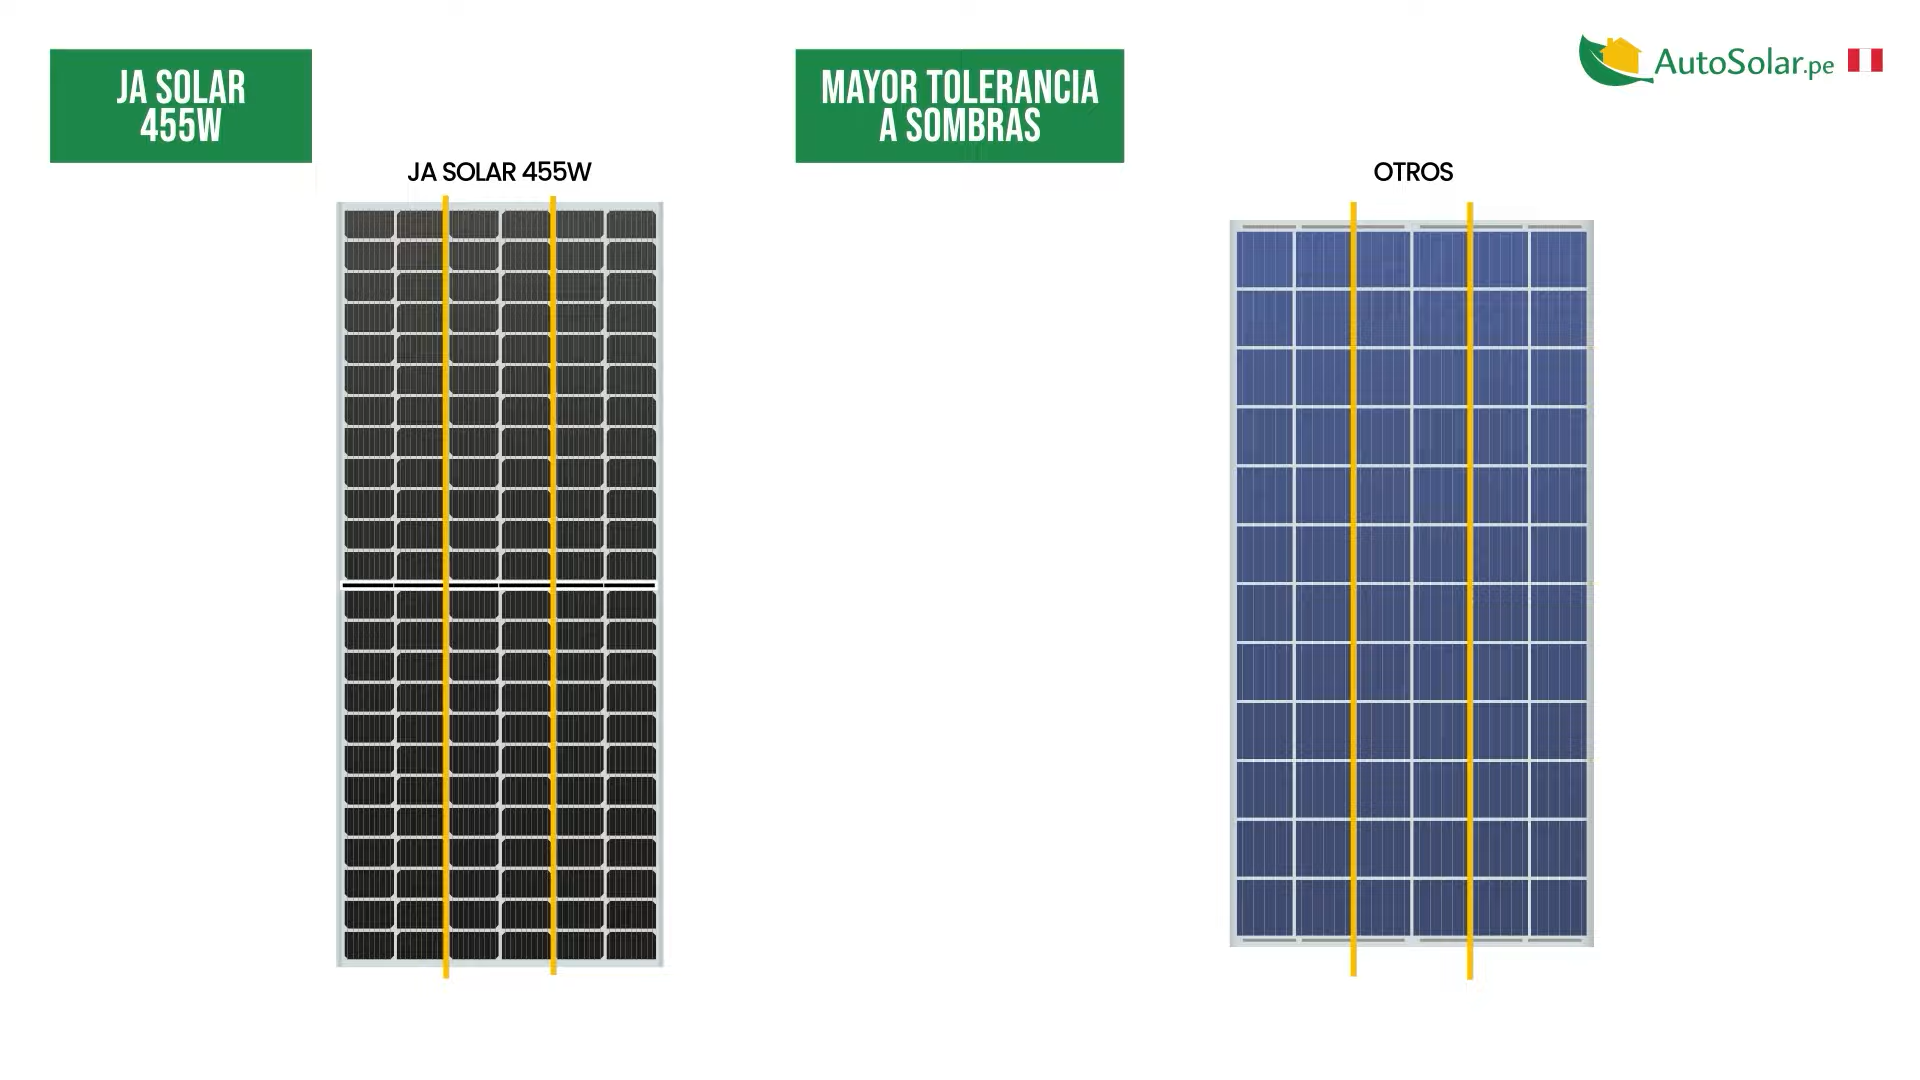 JA SOLAR
455W
MAYOR TOLERANCIA
A SOMBRAS
AutoSolar.pe
JA SOLAR 455W
OTROS